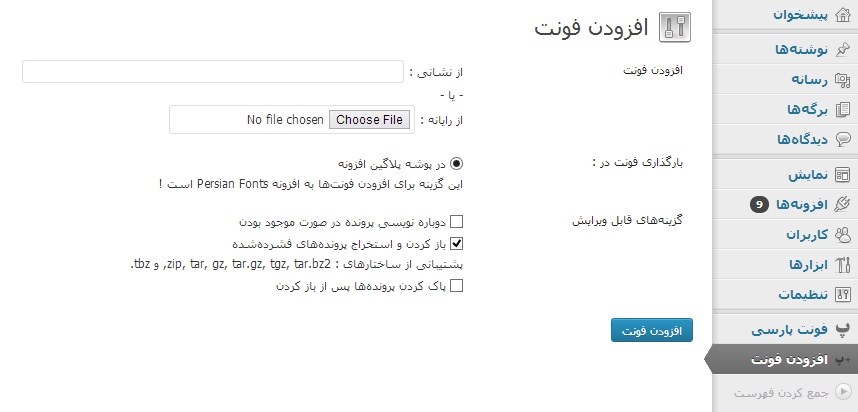 پیشخوان
نوشته‌ها
رسانه
برگه‌ها
دیدگاه‌ها
نمایش
افزونه‌ها 9
کاربران
ابزارها
تنظیمات
فونت پارسی
افزودن فونت
جمع کردن فهرست
افزودن فونت
افزودن فونت
از نشانی :
- یا -
از رایانه : Choose File No file chosen
بارگذاری فونت در :
در پوشه پلاگین افزونه
این گزینه برای افزودن فونت‌ها به افزونه Persian Fonts است !
گزینه‌های قابل ویرایش
دوباره نویسی پرونده در صورت موجود بودن
باز کردن و استخراج پرونده‌های فشرده‌شده
پشتیبانی از ساختارهای : zip, tar, gz, tar.gz, tgz, tar.bz2, و tbz.
پاک کردن پرونده‌ها پس از باز کردن
افزودن فونت